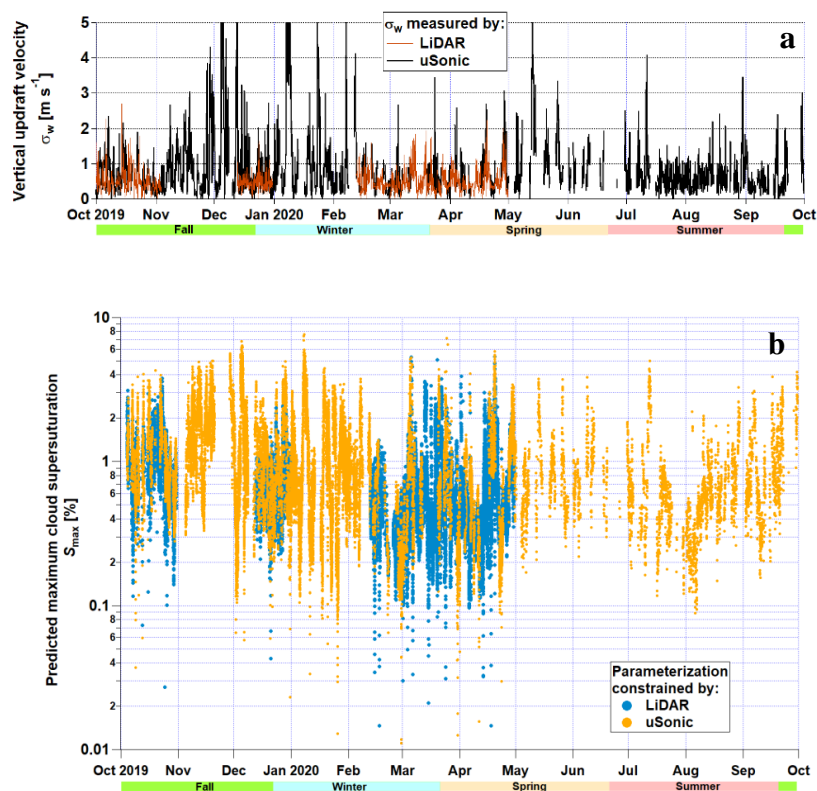 σw measured by:
LiDAR
uSonic
a
Vertical updraft velocity
σw [m s-1]
5
4
3
2
1
0
Oct 2019 Nov Dec Jan 2020 Feb Mar Apr May Jun Jul Aug Sep Oct
Fall Winter Spring Summer
b
Predicted maximum cloud supersuturation
Smax [%]
10
8
6
4
2
1
8
6
4
2
0.1
8
6
4
2
0.01
Parameterization
constrained by:
LiDAR
uSonic
Oct 2019 Nov Dec Jan 2020 Feb Mar Apr May Jun Jul Aug Sep Oct
Fall Winter Spring Summer